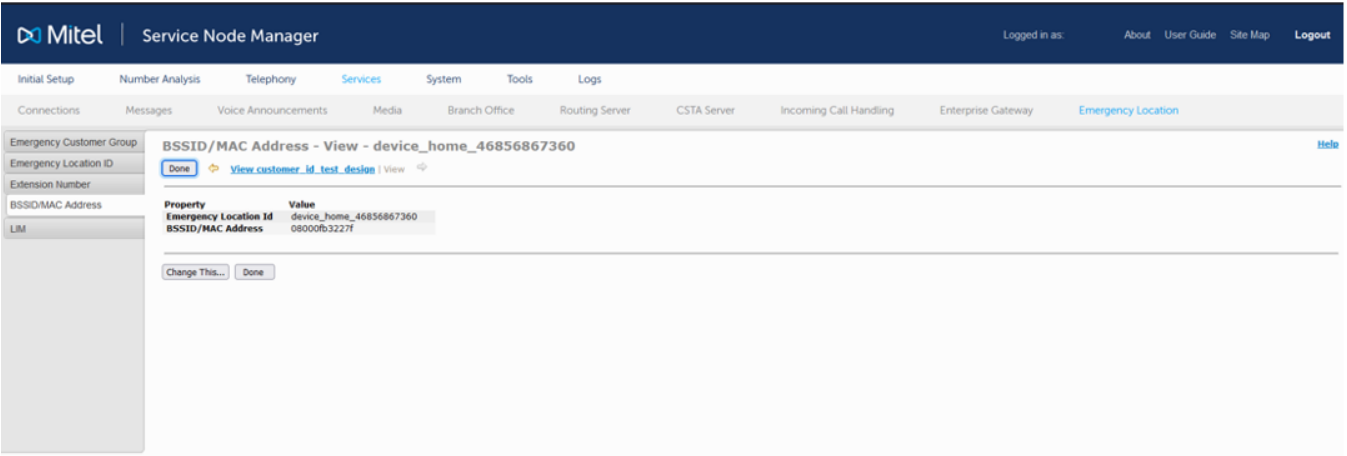 Mitel | Service Node Manager Logged in as: About User Guide Site Map Logout
Initial Setup Number Analysis Telephony Services System Tools Logs
Connections Messages Voice Announcements Media Branch Office Routing Server CSTA Server Incoming Call Handling Enterprise Gateway Emergency Location
Emergency Customer Group
Emergency Location ID
Extension Number
BSSID/MAC Address
LIM
BSSID/MAC Address - View - device_home_46856867360
Help
Done View customer_id_test_design | View
Property Value
Emergency Location Id device_home_46856867360
BSSID/MAC Address 08000fb3227f
Change This... Done